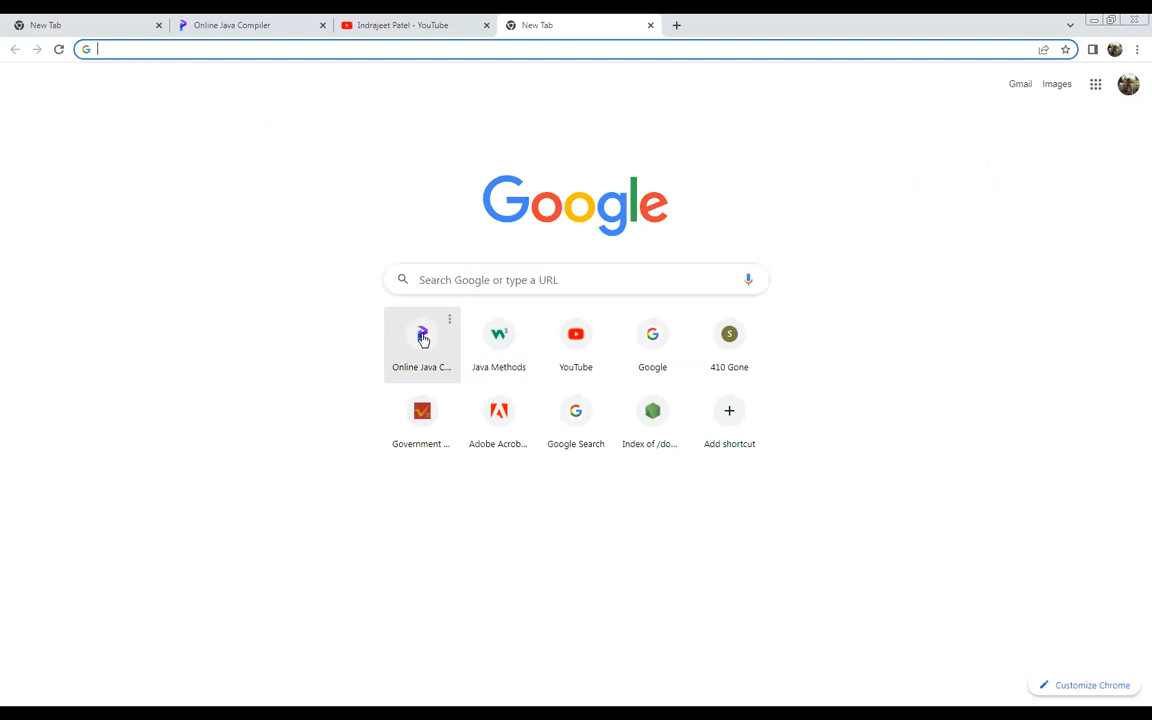 New Tab
Online Java Compiler
Indrajeet Patel - YouTube
New Tab
Gmail
Images
Google
Search Google or type a URL
Online Java C...
Java Methods
YouTube
Google
410 Gone
Government ...
Adobe Acrob...
Google Search
Index of /do...
Add shortcut
Customize Chrome